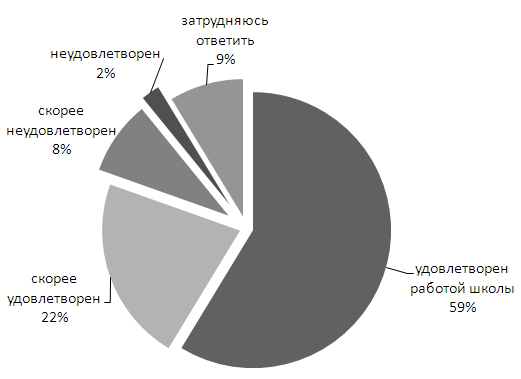 затрудняюсь
ответить
9%
неудовлетворен
2%
скорее
неудовлетворен
8%
скорее
удовлетворен
22%
удовлетворен
работой школы
59%